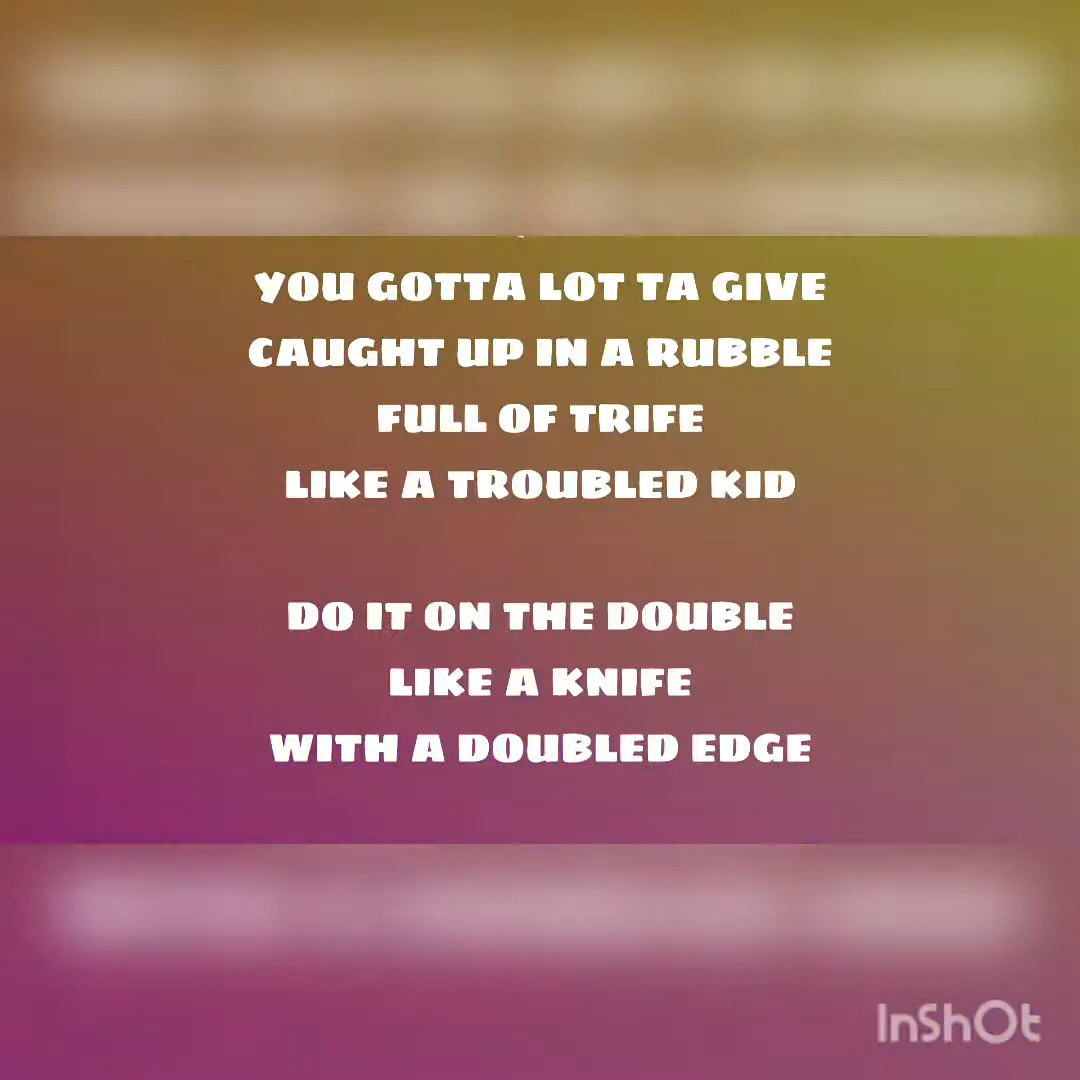 YOU GOTTA LOT TA GIVE
CAUGHT UP IN A RUBBLE
FULL OF TRIFE
LIKE A TROUBLED KID
DO IT ON THE DOUBLE
LIKE A KNIFE
WITH A DOUBLED EDGE
InShOt